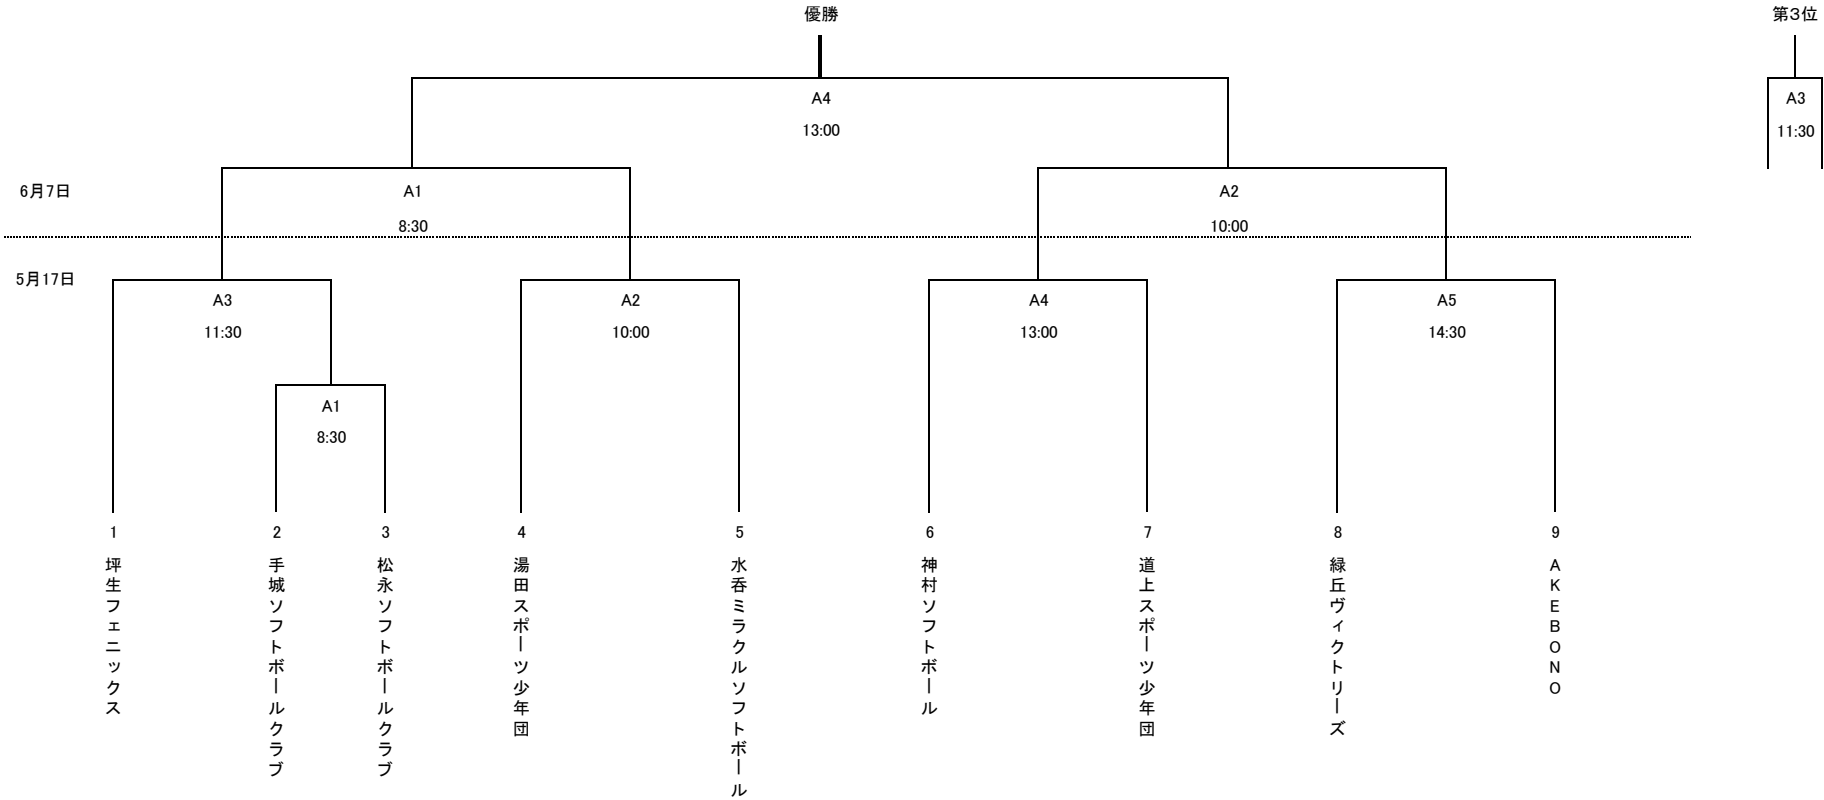 優勝
第3位
A4
13:00
A3
11:30
6月7日
A1
8:30
A2
10:00
5月17日
A3
11:30
A2
10:00
A4
13:00
A5
14:30
A1
8:30
1
坪生フェニックス
2
手城ソフトボールクラブ
3
松永ソフトボールクラブ
4
湯田スポーツ少年団
5
水呑ミラクルソフトボール
6
神村ソフトボール
7
道上スポーツ少年団
8
緑丘ヴィクトリーズ
9
AKEBONO